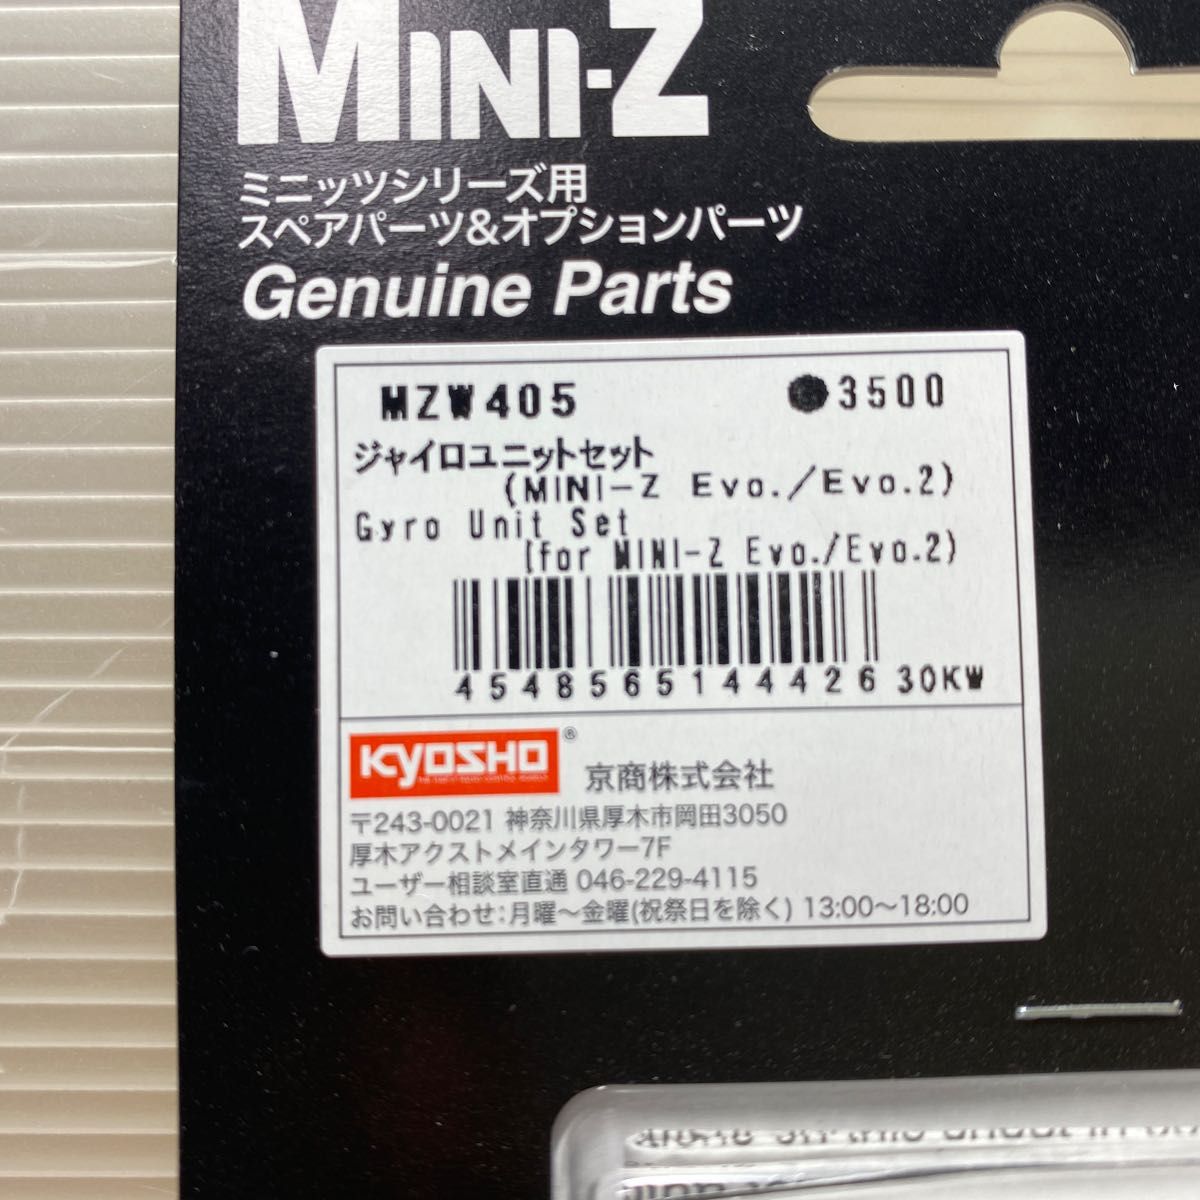 MINI-Z
ミニッツシリーズ用
スペアパーツ&オプションパーツ
Genuine Parts
MZW405 ●3500
ジャイロユニットセット
(MINI-Z Evo./Evo.2)
Gyro Unit Set
(for MINI-Z Evo./Evo.2)
4548565144426 30KW
KYOSHO®
京商株式会社
〒243-0021 神奈川県厚木市岡田3050
厚木アクストメインタワー7F
ユーザー相談室直通 046-229-4115
お問い合わせ:月曜〜金曜(祝祭日を除く) 13:00〜18:00